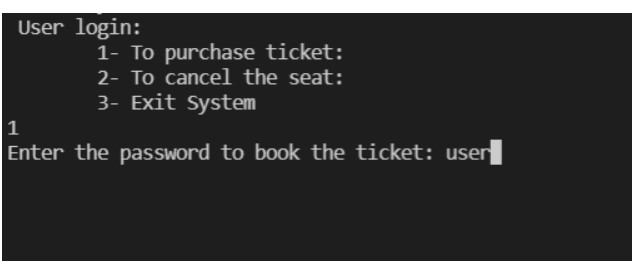 User login:
1- To purchase ticket:
2- To cancel the seat:
3- Exit System
1
Enter the password to book the ticket: user